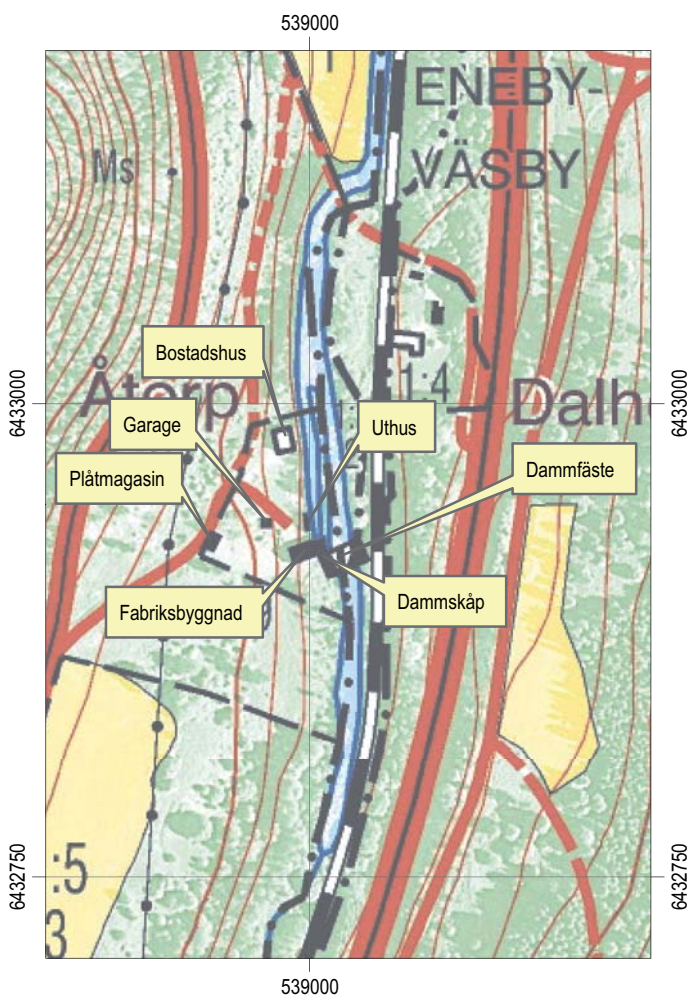 539000
ENEBY-
VÄSBY
Ms
Bostadshus
6433000
Åtorp
1:4
Dalh
6433000
Garage
Uthus
Plåtmagasin
Dammfäste
Fabriksbyggnad
Dammskåp
:5
3
6432750
6432750
539000